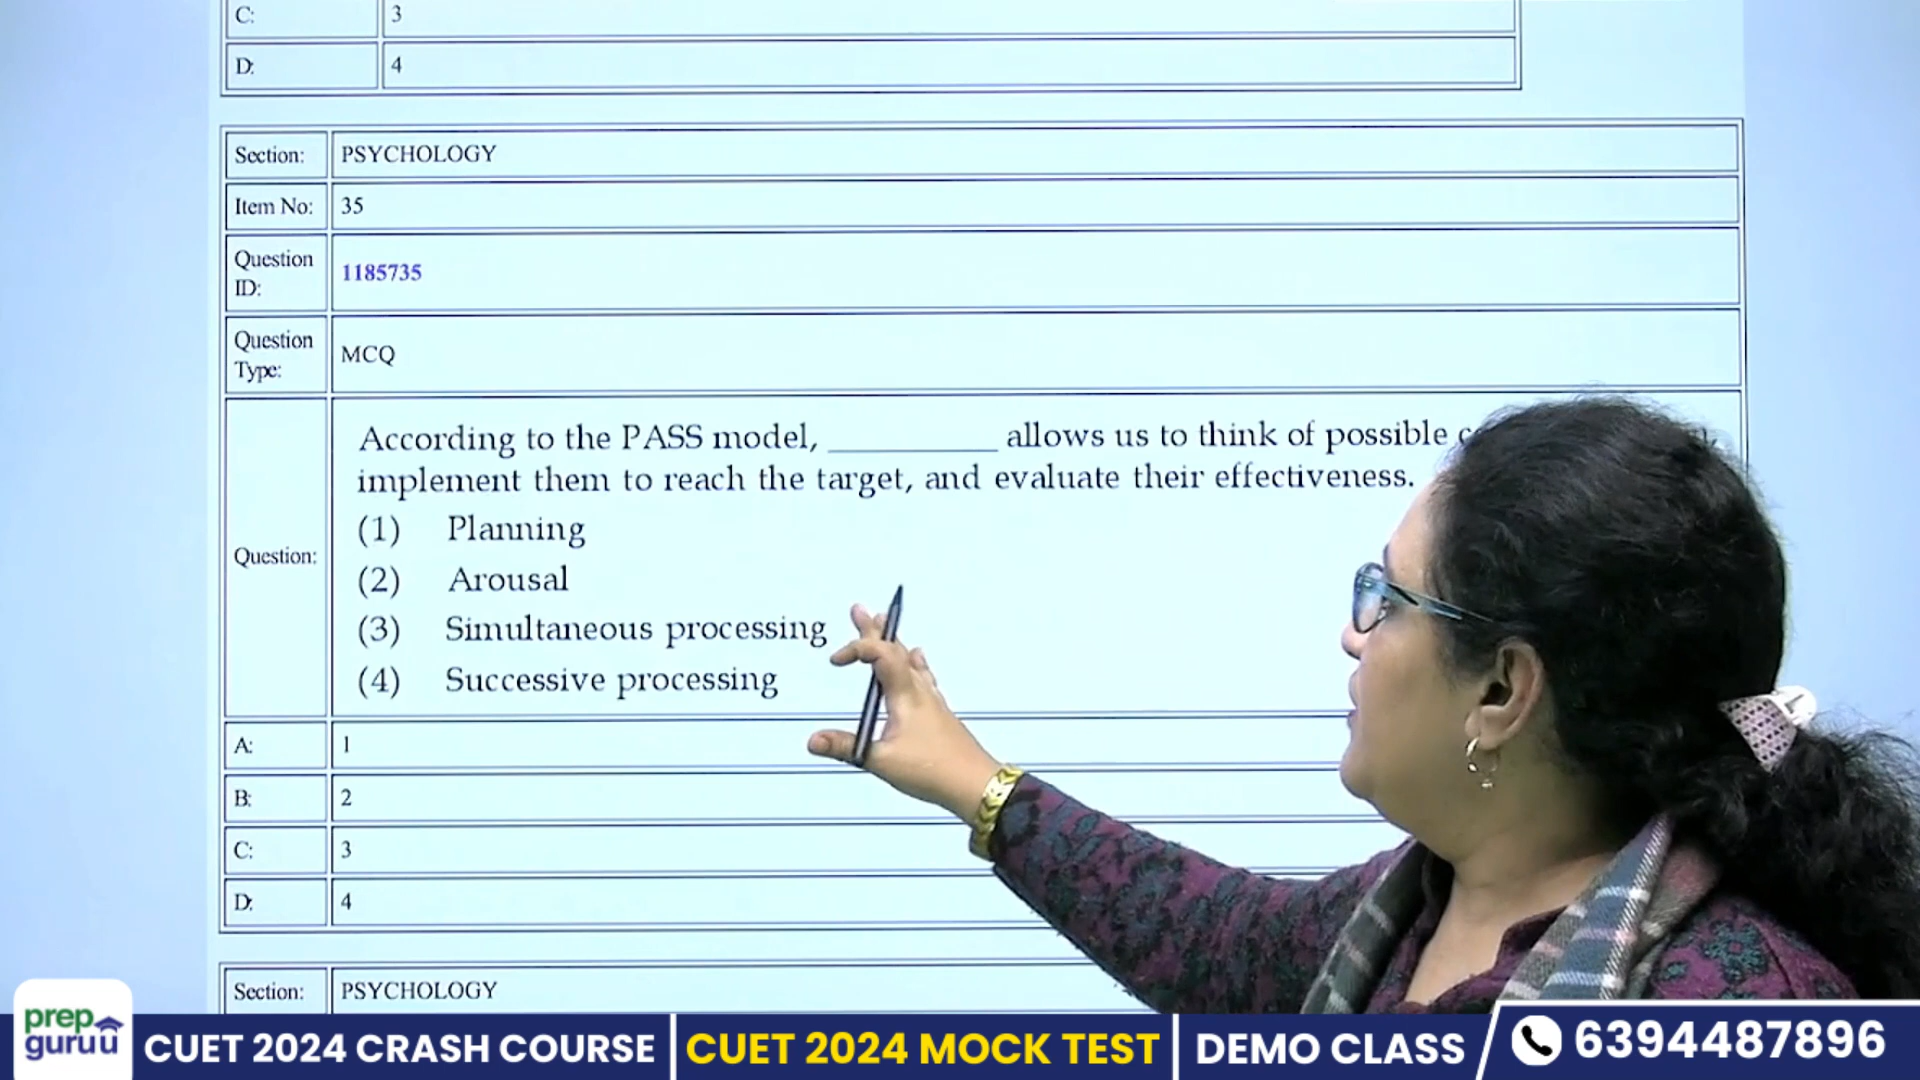 C: 3
D: 4
Section: PSYCHOLOGY
Item No: 35
Question ID: 1185735
Question Type: MCQ
Question: According to the PASS model, __________ allows us to think of possible
implement them to reach the target, and evaluate their effectiveness.
(1) Planning
(2) Arousal
(3) Simultaneous processing
(4) Successive processing
A: 1
B: 2
C: 3
D: 4
Section: PSYCHOLOGY
prep guruu
CUET 2024 CRASH COURSE | CUET 2024 MOCK TEST | DEMO CLASS / 6394487896